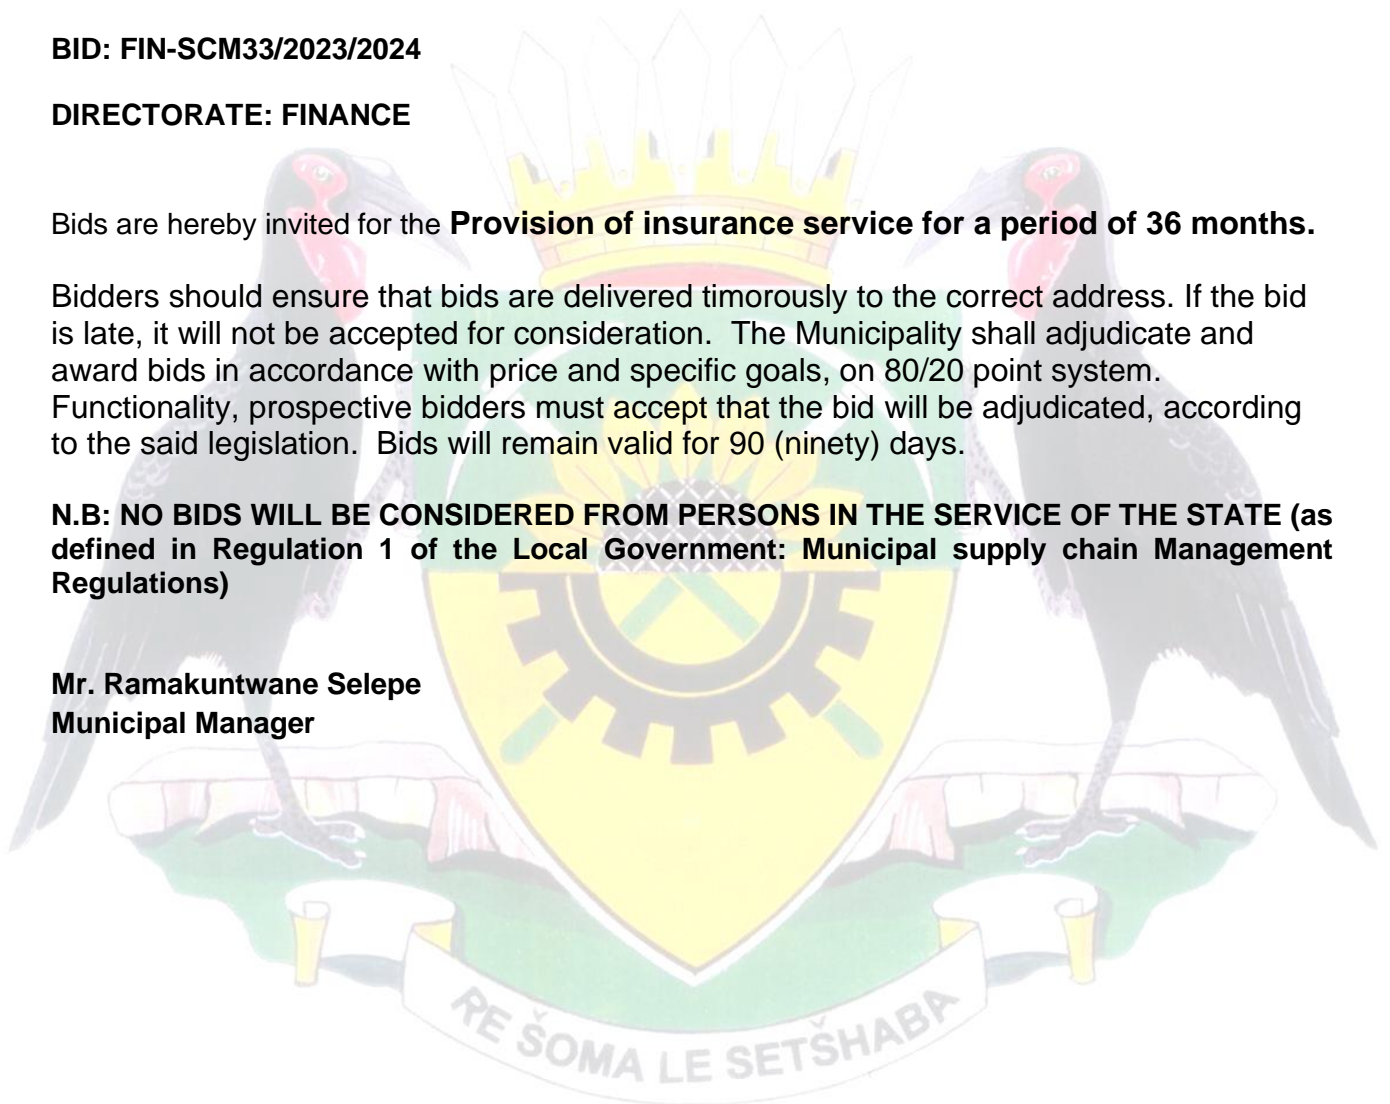 BID: FIN-SCM33/2023/2024
DIRECTORATE: FINANCE
Bids are hereby invited for the Provision of insurance service for a period of 36 months.
Bidders should ensure that bids are delivered timorously to the correct address. If the bid
is late, it will not be accepted for consideration.  The Municipality shall adjudicate and
award bids in accordance with price and specific goals, on 80/20 point system.
Functionality, prospective bidders must accept that the bid will be adjudicated, according
to the said legislation.  Bids will remain valid for 90 (ninety) days.
N.B: NO BIDS WILL BE CONSIDERED FROM PERSONS IN THE SERVICE OF THE STATE (as
defined in Regulation 1 of the Local Government: Municipal supply chain Management
Regulations)
Mr. Ramakuntwane Selepe
Municipal Manager
RE ŠOMA LE SETŠHABA